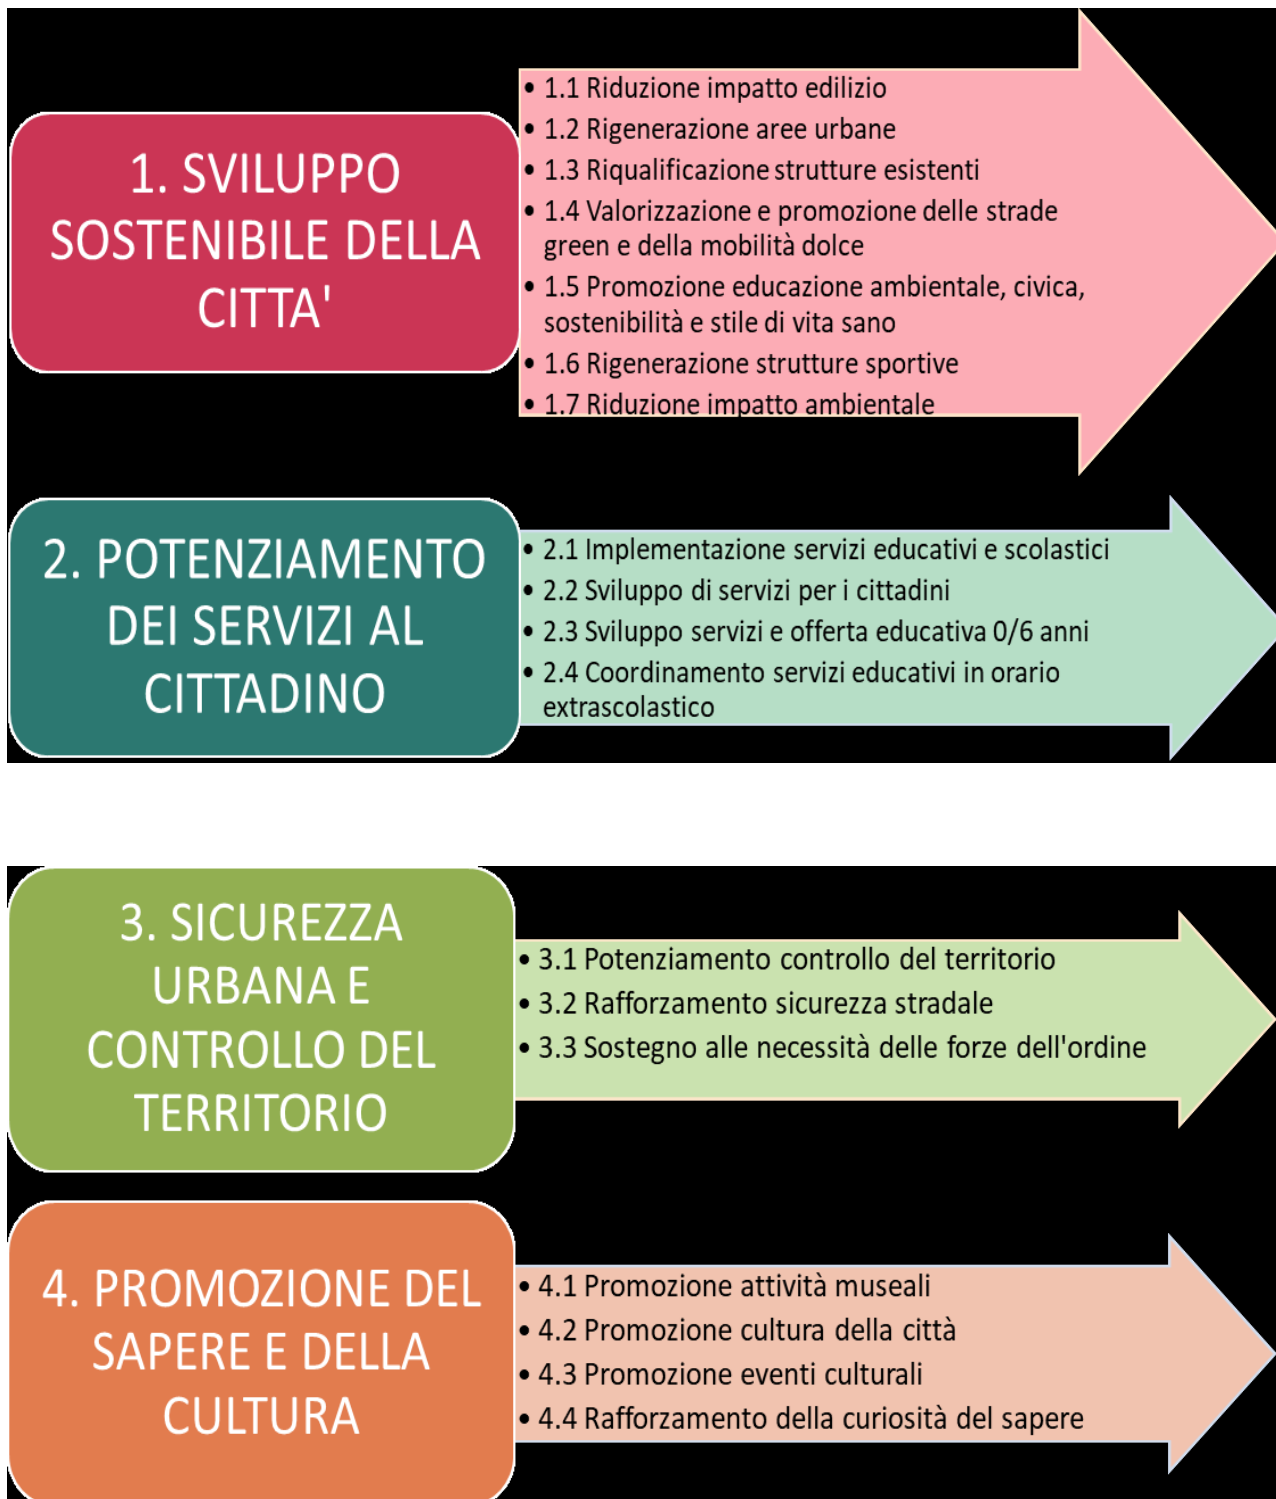 1. SVILUPPO
SOSTENIBILE DELLA
CITTA'
• 1.1 Riduzione impatto edilizio
• 1.2 Rigenerazione aree urbane
• 1.3 Riqualificazione strutture esistenti
• 1.4 Valorizzazione e promozione delle strade
green e della mobilità dolce
• 1.5 Promozione educazione ambientale, civica,
sostenibilità e stile di vita sano
• 1.6 Rigenerazione strutture sportive
• 1.7 Riduzione impatto ambientale
2. POTENZIAMENTO
DEI SERVIZI AL
CITTADINO
• 2.1 Implementazione servizi educativi e scolastici
• 2.2 Sviluppo di servizi per i cittadini
• 2.3 Sviluppo servizi e offerta educativa 0/6 anni
• 2.4 Coordinamento servizi educativi in orario
extrascolastico
3. SICUREZZA
URBANA E
CONTROLLO DEL
TERRITORIO
• 3.1 Potenziamento controllo del territorio
• 3.2 Rafforzamento sicurezza stradale
• 3.3 Sostegno alle necessità delle forze dell'ordine
4. PROMOZIONE DEL
SAPERE E DELLA
CULTURA
• 4.1 Promozione attività museali
• 4.2 Promozione cultura della città
• 4.3 Promozione eventi culturali
• 4.4 Rafforzamento della curiosità del sapere